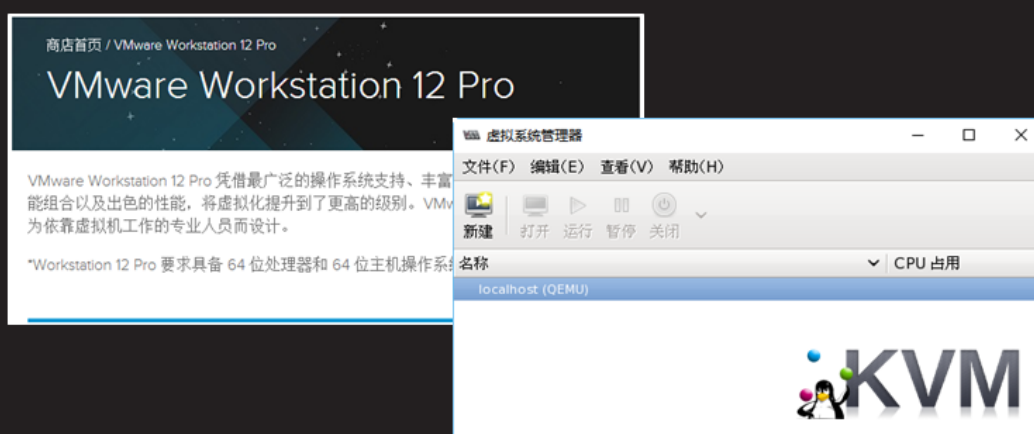 商店首页 / VMware Workstation 12 Pro
VMware Workstation 12 Pro
VMware Workstation 12 Pro 凭借最广泛的操作系统支持、丰富
能组合以及出色的性能，将虚拟化提升到了更高的级别。VMw
为依靠虚拟机工作的专业人员而设计。
*Workstation 12 Pro 要求具备 64 位处理器和 64 位主机操作系统
虚拟系统管理器
文件(F) 编辑(E) 查看(V) 帮助(H)
新建 打开 运行 暂停 关闭
名称 CPU 占用
localhost (QEMU)
KVM